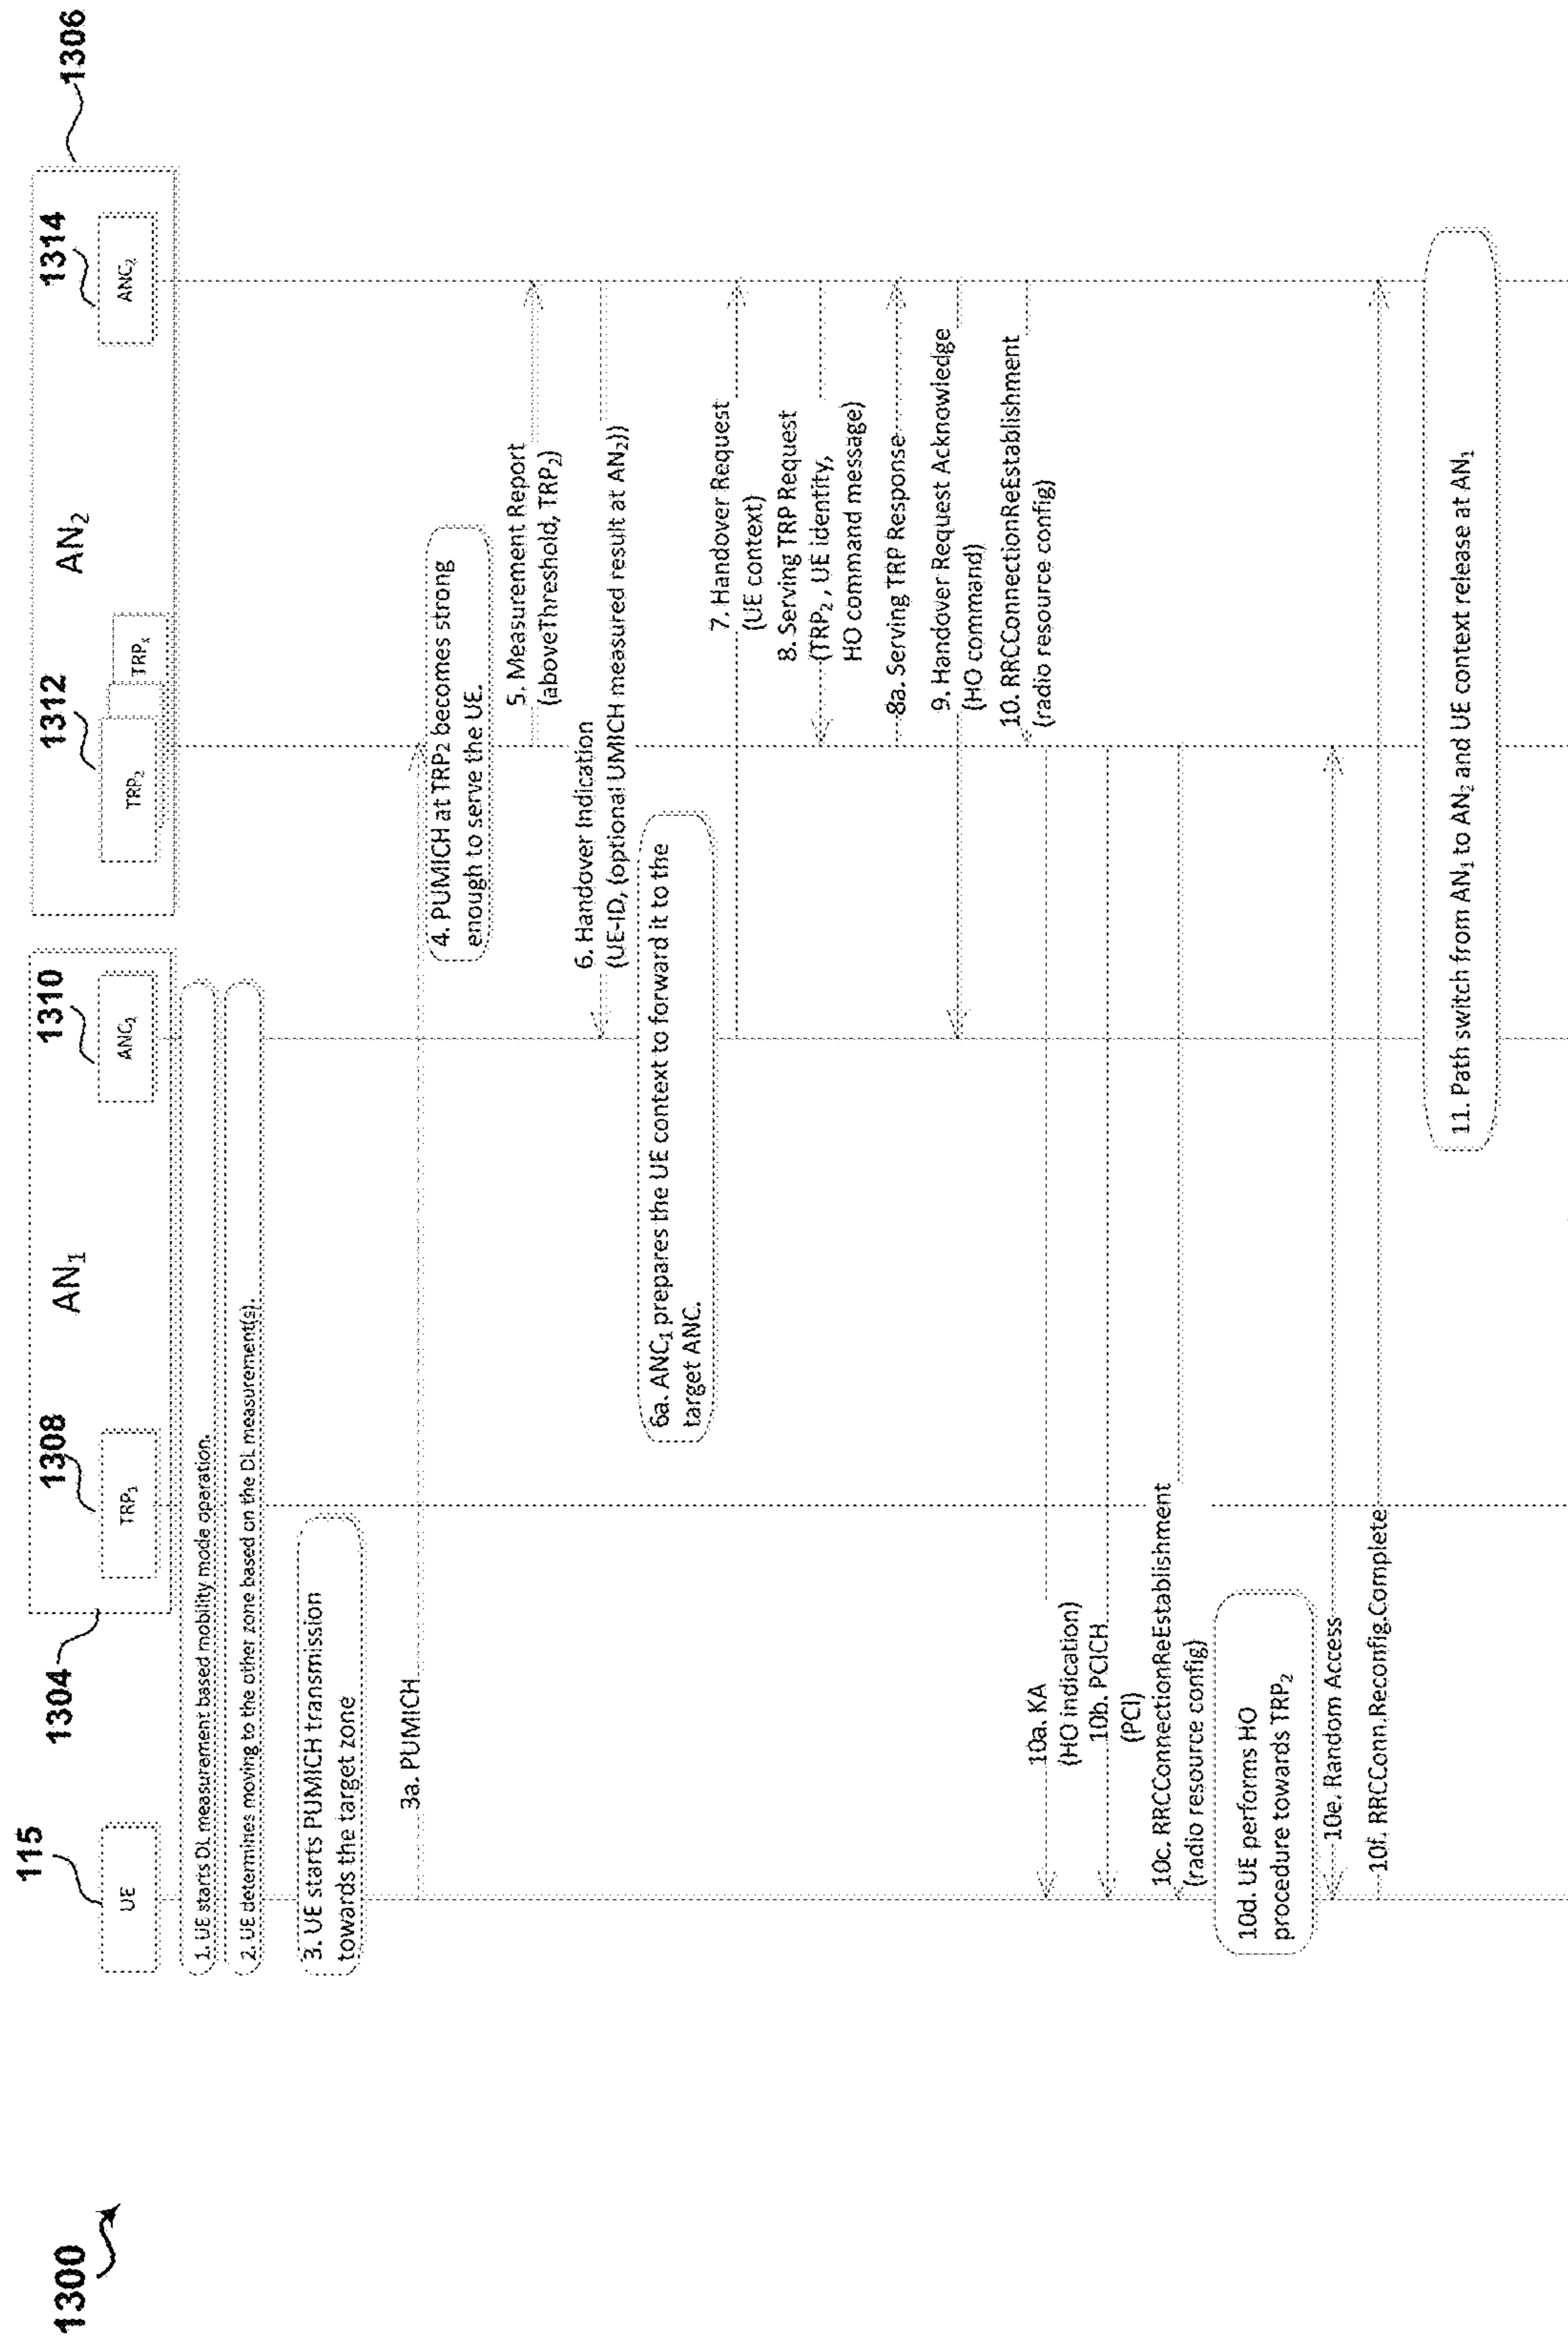 1300
115
1304
1308
1310
1312
1314
1306
AN₁
AN₂
UE
TRP₁
ANC₁
TRP₂
TRPₓ
ANC₂
1. UE starts DL measurement based mobility mode operation.
2. UE determines moving to the other zone based on the DL measurement(s).
3. UE starts PUMICH transmission
towards the target zone
3a. PUMICH
4. PUMICH at TRP₂ becomes strong
enough to serve the UE.
5. Measurement Report
(aboveThreshold, TRP₂)
6. Handover Indication
(UE-ID, (optional UMICH measured result at AN₂))
6a. ANC₁ prepares the UE context to forward it to the
target ANC.
7. Handover Request
(UE context)
8. Serving TRP Request
(TRP₂, UE identity,
HO command message)
8a. Serving TRP Response
9. Handover Request Acknowledge
(HO command)
10. RRCConnectionReEstablishment
(radio resource config)
10a. KA
(HO indication)
10b. PCICH
(PCI)
10c. RRCConnectionReEstablishment
(radio resource config)
10d. UE performs HO
procedure towards TRP₂
10e. Random Access
10f. RRCConn.Reconfig.Complete
11. Path switch from AN₁ to AN₂ and UE context release at AN₁